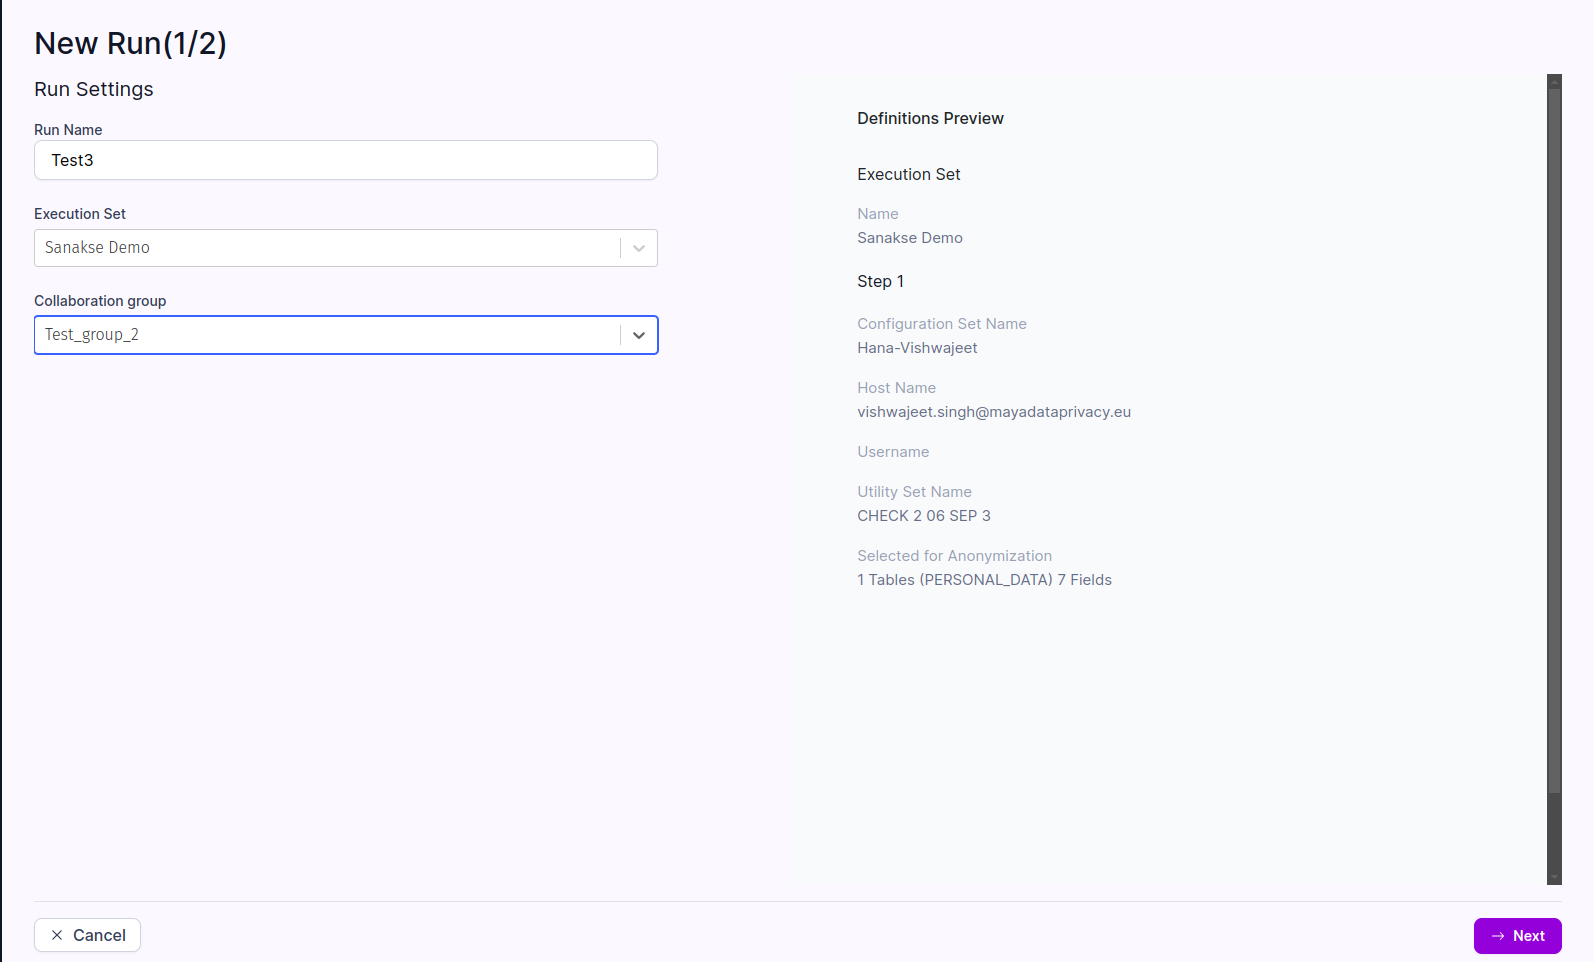 New Run(1/2)
Run Settings
Run Name
Test3
Execution Set
Sanakse Demo
Collaboration group
Test_group_2
Definitions Preview
Execution Set
Name
Sanakse Demo
Step 1
Configuration Set Name
Hana-Vishwajeet
Host Name
vishwajeet.singh@mayadataprivacy.eu
Username
Utility Set Name
CHECK 2 06 SEP 3
Selected for Anonymization
1 Tables (PERSONAL_DATA) 7 Fields
Cancel
Next